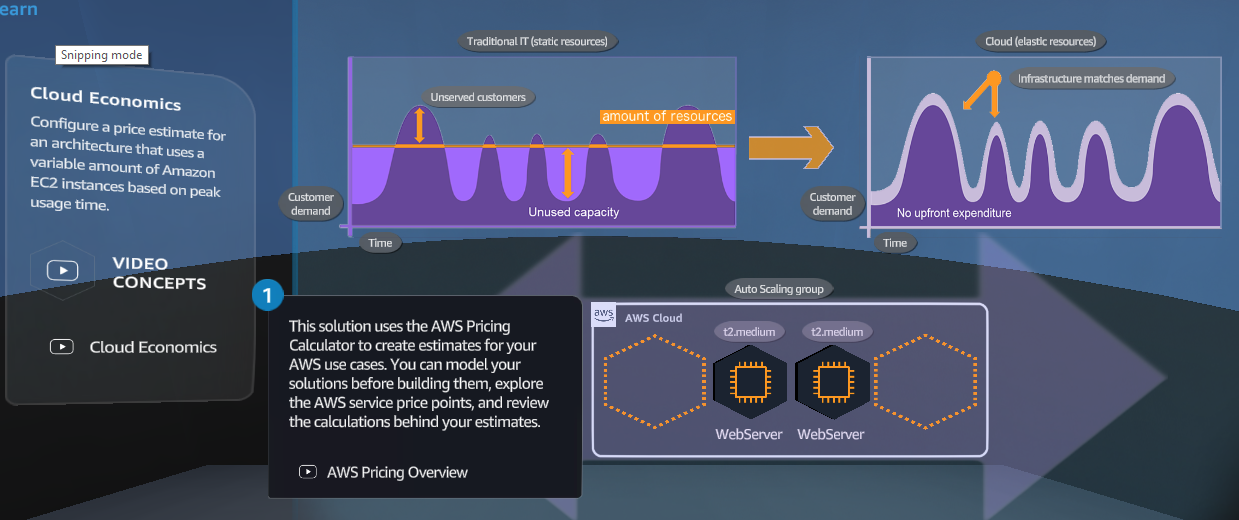 earn
Snipping mode
Cloud Economics
Configure a price estimate for
an architecture that uses a
variable amount of Amazon
EC2 instances based on peak
usage time.
VIDEO
CONCEPTS
Cloud Economics
Traditional IT (static resources)
Unserved customers
amount of resources
Customer
demand
Unused capacity
Time
Cloud (elastic resources)
Infrastructure matches demand
Customer
demand
No upfront expenditure
Time
1
This solution uses the AWS Pricing
Calculator to create estimates for your
AWS use cases. You can model your
solutions before building them, explore
the AWS service price points, and review
the calculations behind your estimates.
AWS Pricing Overview
Auto Scaling group
aws
AWS Cloud
t2.medium
t2.medium
WebServer
WebServer